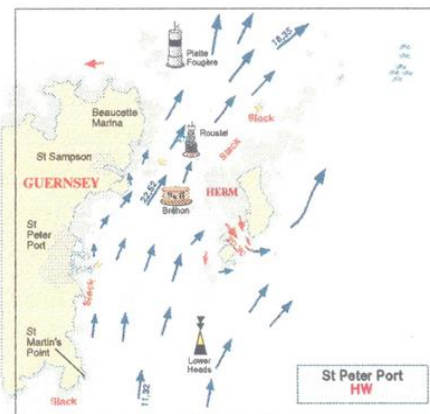 18,35
Platte
Fougère
Beaucette
Marina
Slack
Roustel
St Sampson
Slack
GUERNSEY
HERM
22,52
Bréhon
St
Peter
Port
Slack
St
Martin's
Point
Lower
Heads
St Peter Port
HW
Slack
11,32